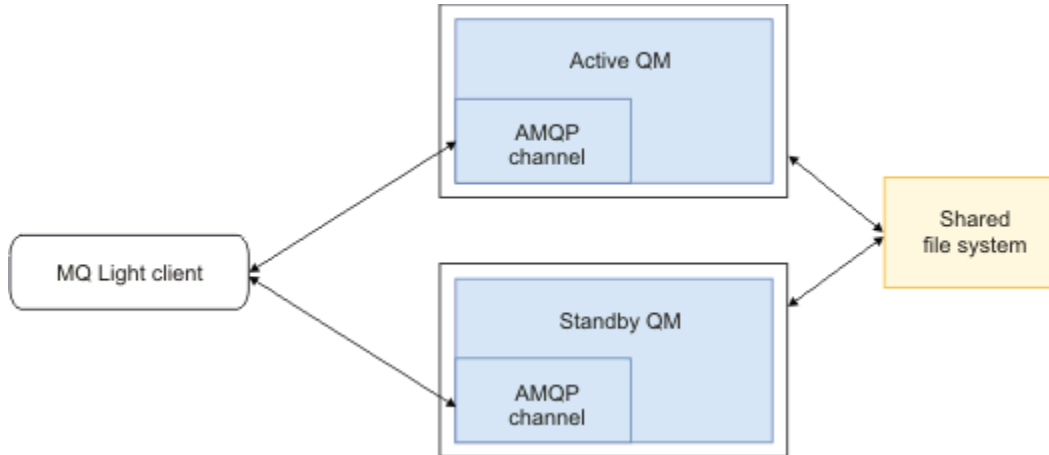 Active QM
AMQP
channel
Shared
file system
MQ Light client
Standby QM
AMQP
channel